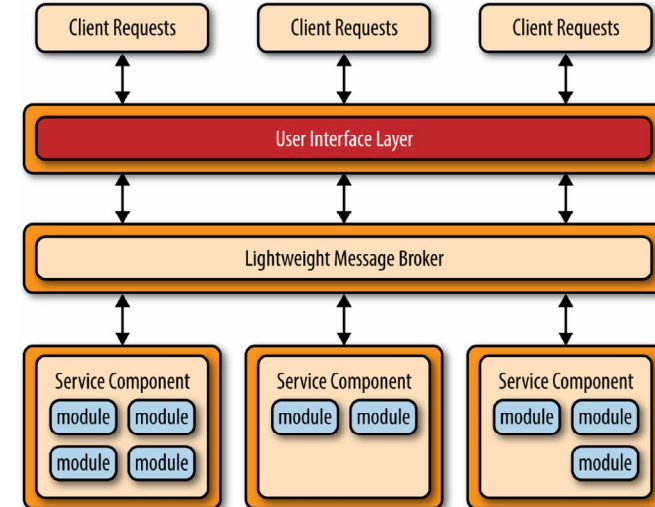 Client Requests Client Requests Client Requests
User Interface Layer
Lightweight Message Broker
Service Component Service Component Service Component
module module module module module module
module module module